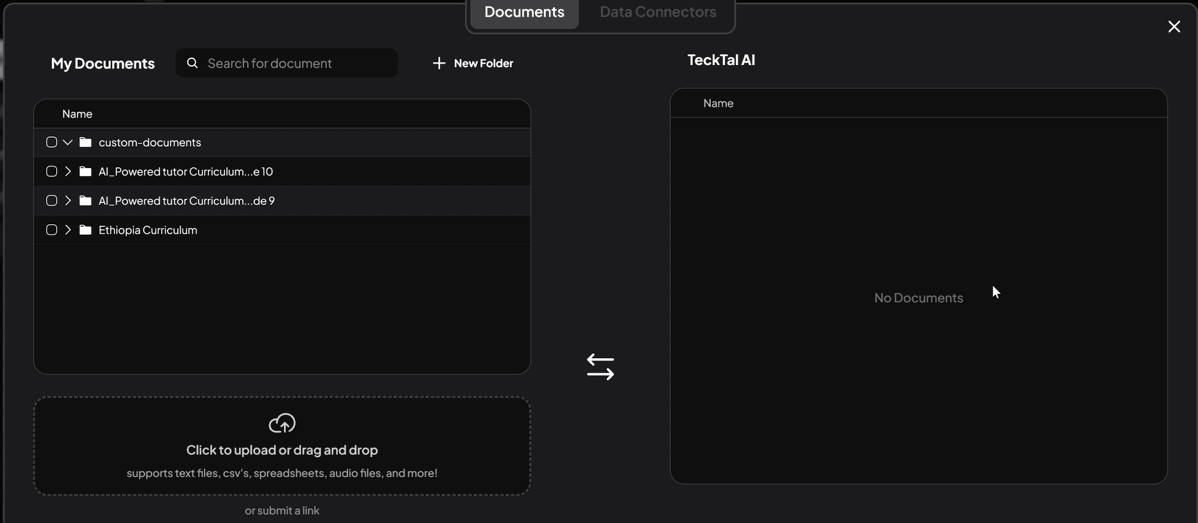 Documents
Data Connectors
My Documents
Search for document
New Folder
Name
custom-documents
AI_Powered tutor Curriculum...e 10
AI_Powered tutor Curriculum...de 9
Ethiopia Curriculum
Click to upload or drag and drop
supports text files, csv's, spreadsheets, audio files, and more!
or submit a link
TeckTal AI
Name
No Documents